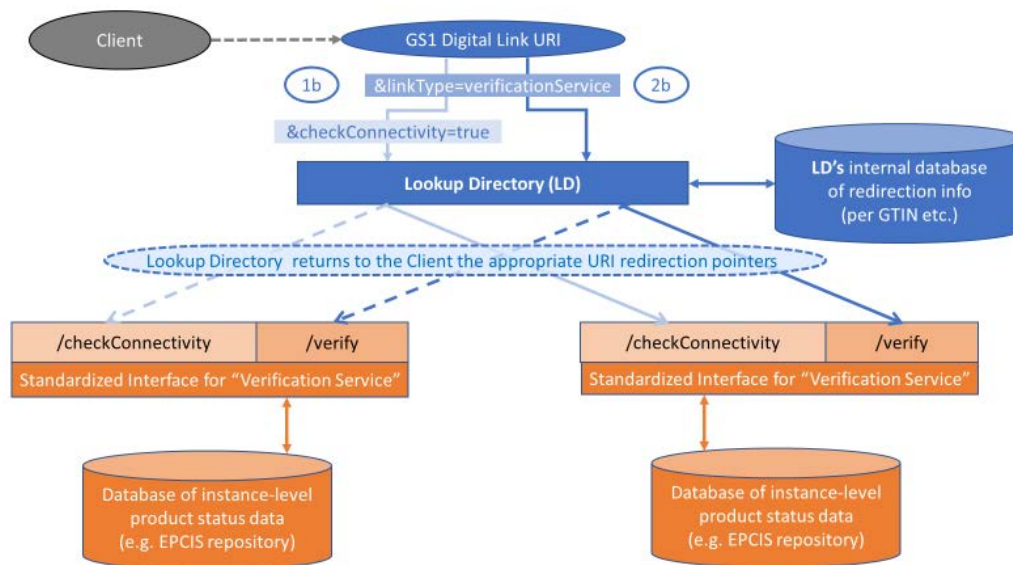 Client
GS1 Digital Link URI
1b
&linkType=verificationService
2b
&checkConnectivity=true
Lookup Directory (LD)
LD's internal database
of redirection info
(per GTIN etc.)
Lookup Directory returns to the Client the appropriate URI redirection pointers
/checkConnectivity
/verify
Standardized Interface for “Verification Service”
/checkConnectivity
/verify
Standardized Interface for “Verification Service”
Database of instance-level
product status data
(e.g. EPCIS repository)
Database of instance-level
product status data
(e.g. EPCIS repository)